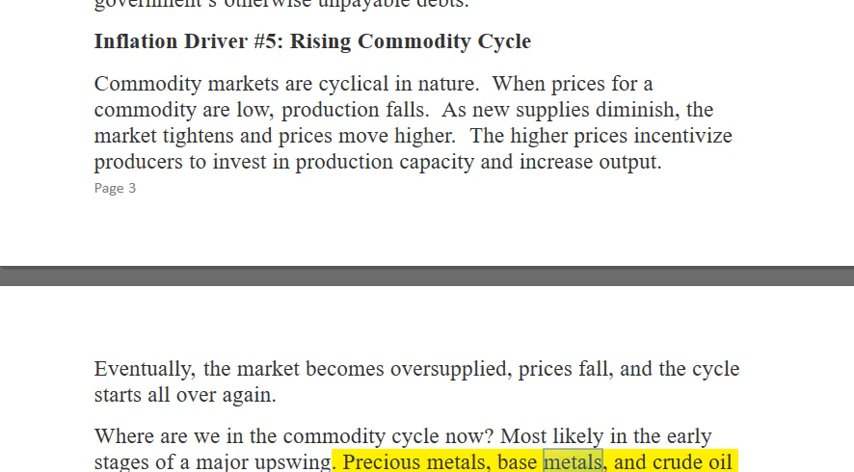 government's otherwise unpayable debts.
Inflation Driver #5: Rising Commodity Cycle
Commodity markets are cyclical in nature.  When prices for a
commodity are low, production falls.  As new supplies diminish, the
market tightens and prices move higher.  The higher prices incentivize
producers to invest in production capacity and increase output.
Page 3
Eventually, the market becomes oversupplied, prices fall, and the cycle
starts all over again.
Where are we in the commodity cycle now? Most likely in the early
stages of a major upswing. Precious metals, base metals, and crude oil